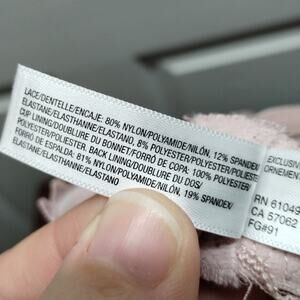 LACE/DENTELLE/ENCAJE: 80% NYLON/POLYAMIDE/NILÓN, 12% SPANDEX/
ELASTANE/ELASTHANNE/ELASTANO, 8% POLYESTER/POLYESTER/
CUP LINING/DOUBLURE DU BONNET/FORRO DE COPA: 100% POLYESTER/
POLYESTER/POLIÉSTER. BACK LINING/DOUBLURE DU DOS/
FORRO DE ESPALDA: 81% NYLON/POLYAMIDE/NILÓN, 19% SPANDEX/
ELASTANE/ELASTHANNE/ELASTANO
EXCLUSIV
ORNEMEN
RN 61049
CA 57062
FG#91